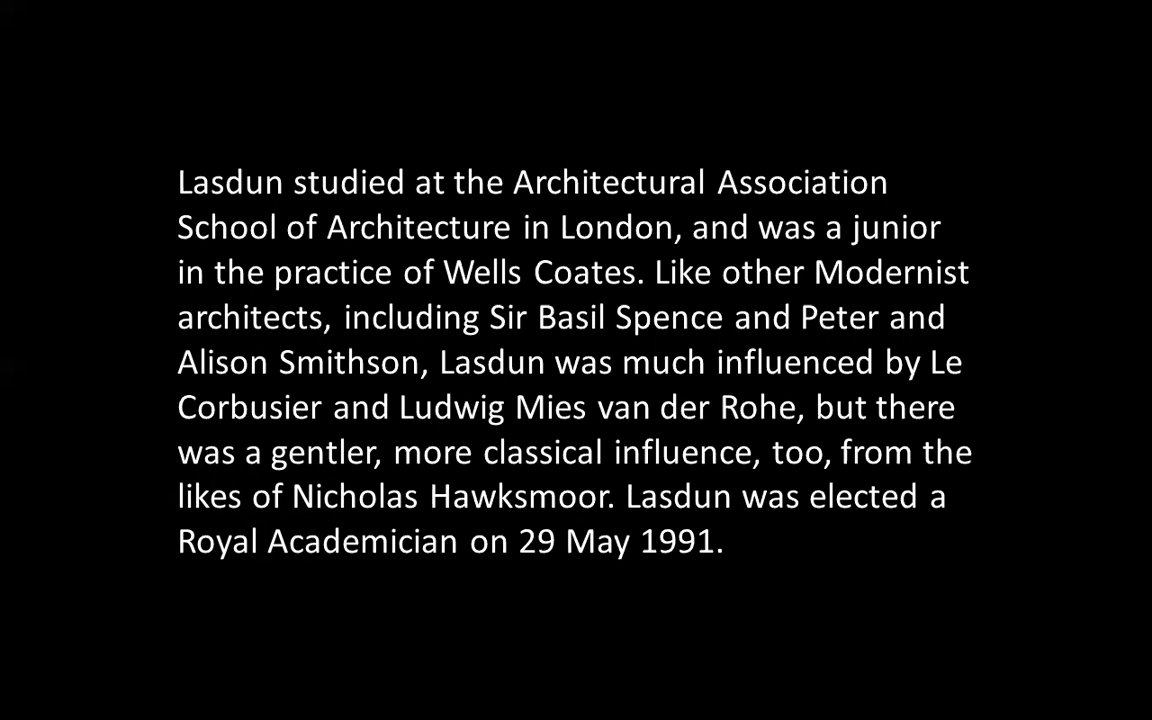 Lasdun studied at the Architectural Association
School of Architecture in London, and was a junior
in the practice of Wells Coates. Like other Modernist
architects, including Sir Basil Spence and Peter and
Alison Smithson, Lasdun was much influenced by Le
Corbusier and Ludwig Mies van der Rohe, but there
was a gentler, more classical influence, too, from the
likes of Nicholas Hawksmoor. Lasdun was elected a
Royal Academician on 29 May 1991.